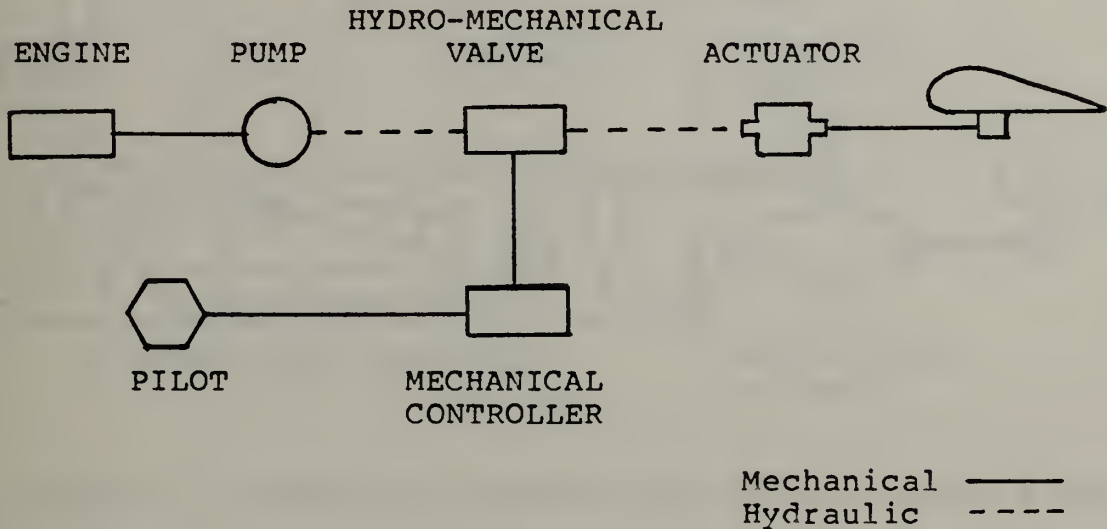 HYDRO-MECHANICAL
ENGINE PUMP VALVE ACTUATOR
PILOT MECHANICAL
CONTROLLER
Mechanical
Hydraulic